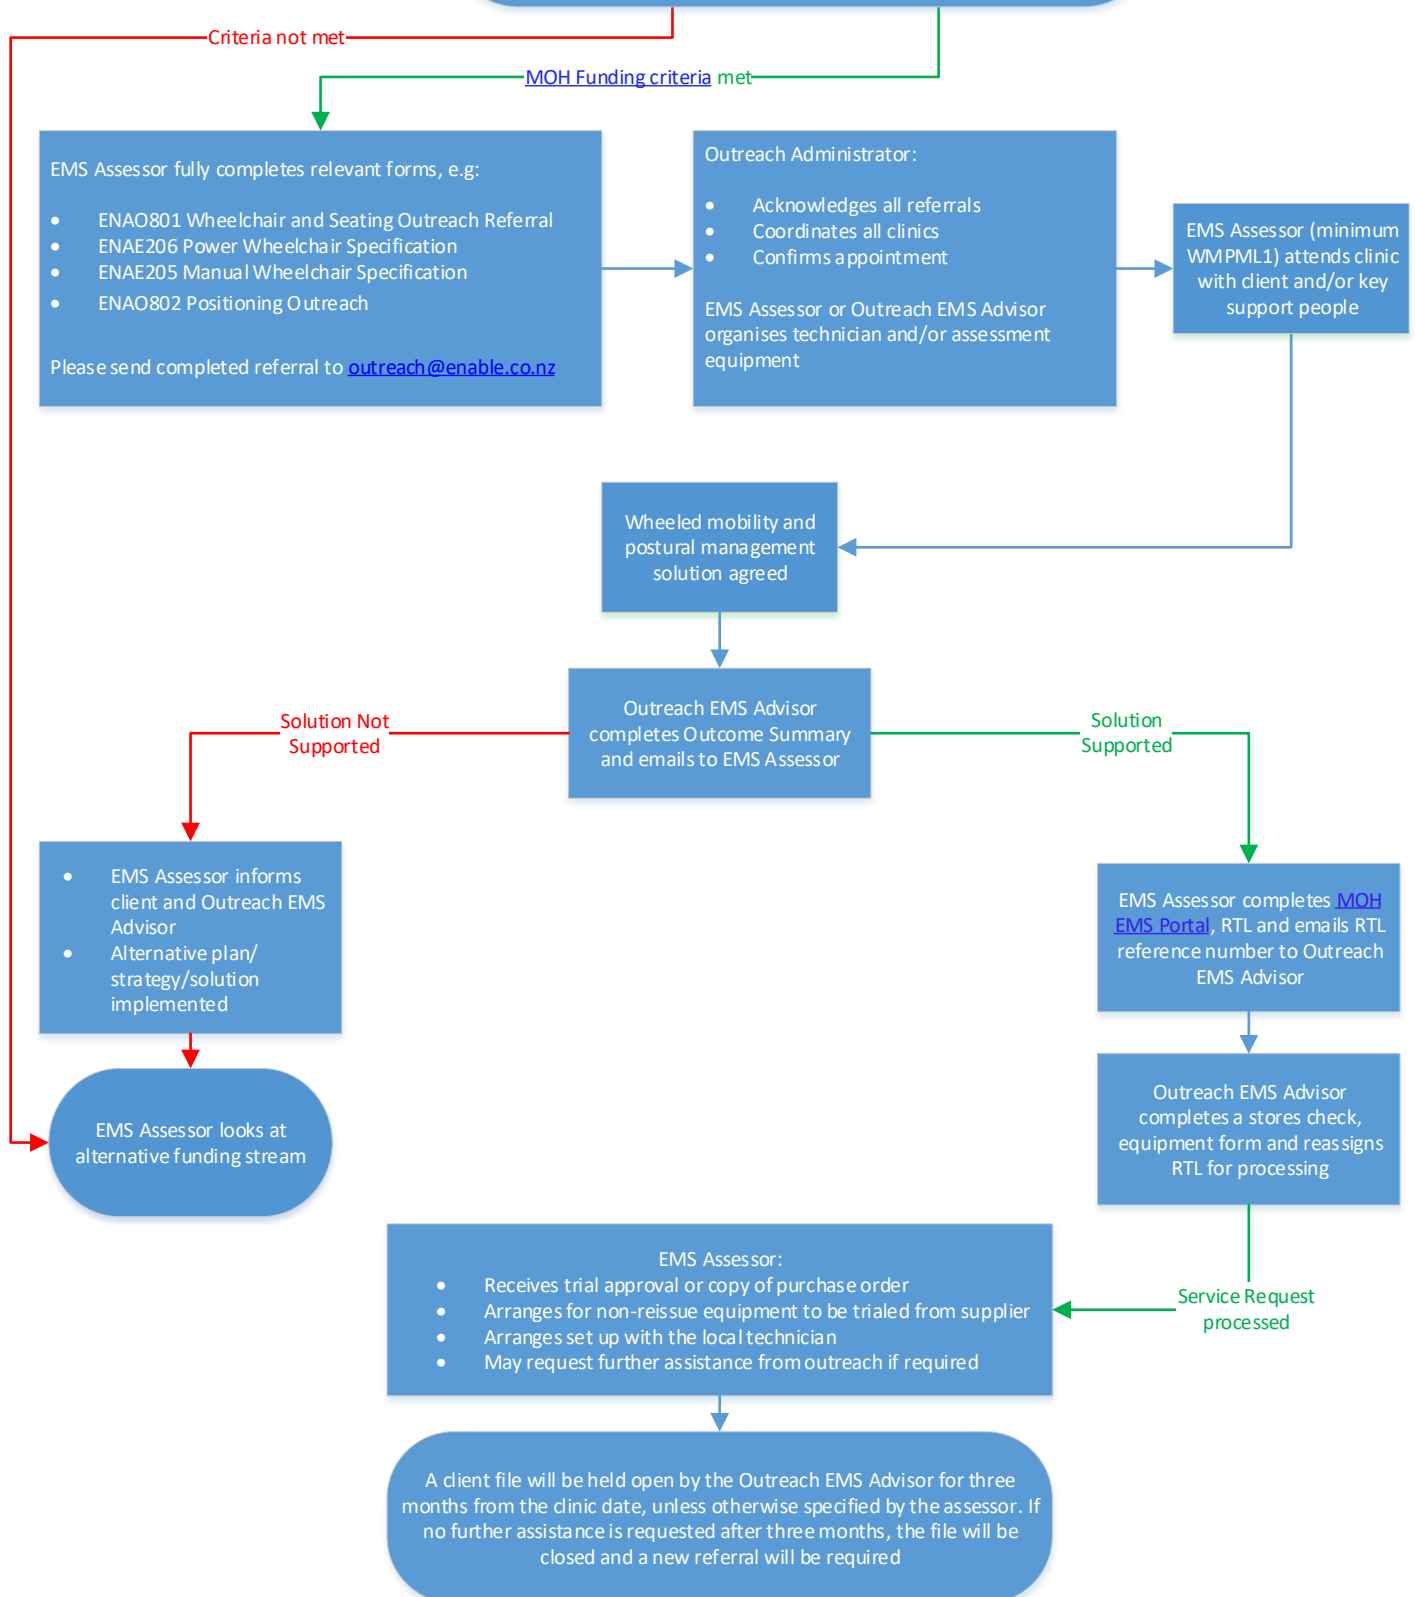 Criteria not met
MOH Funding criteria met
EMS Assessor fully completes relevant forms, e.g:
• ENAO801 Wheelchair and Seating Outreach Referral
• ENAE206 Power Wheelchair Specification
• ENAE205 Manual Wheelchair Specification
• ENAO802 Positioning Outreach
Please send completed referral to outreach@enable.co.nz
Outreach Administrator:
• Acknowledges all referrals
• Coordinates all clinics
• Confirms appointment
EMS Assessor or Outreach EMS Advisor
organises technician and/or assessment
equipment
EMS Assessor (minimum
WMPML1) attends clinic
with client and/or key
support people
Wheeled mobility and
postural management
solution agreed
Outreach EMS Advisor
completes Outcome Summary
and emails to EMS Assessor
Solution Not
Supported
Solution
Supported
• EMS Assessor informs
client and Outreach EMS
Advisor
• Alternative plan/
strategy/solution
implemented
EMS Assessor looks at
alternative funding stream
EMS Assessor completes MOH
EMS Portal, RTL and emails RTL
reference number to Outreach
EMS Advisor
Outreach EMS Advisor
completes a stores check,
equipment form and reassigns
RTL for processing
Service Request
processed
EMS Assessor:
• Receives trial approval or copy of purchase order
• Arranges for non-reissue equipment to be trialed from supplier
• Arranges set up with the local technician
• May request further assistance from outreach if required
A client file will be held open by the Outreach EMS Advisor for three
months from the clinic date, unless otherwise specified by the assessor. If
no further assistance is requested after three months, the file will be
closed and a new referral will be required